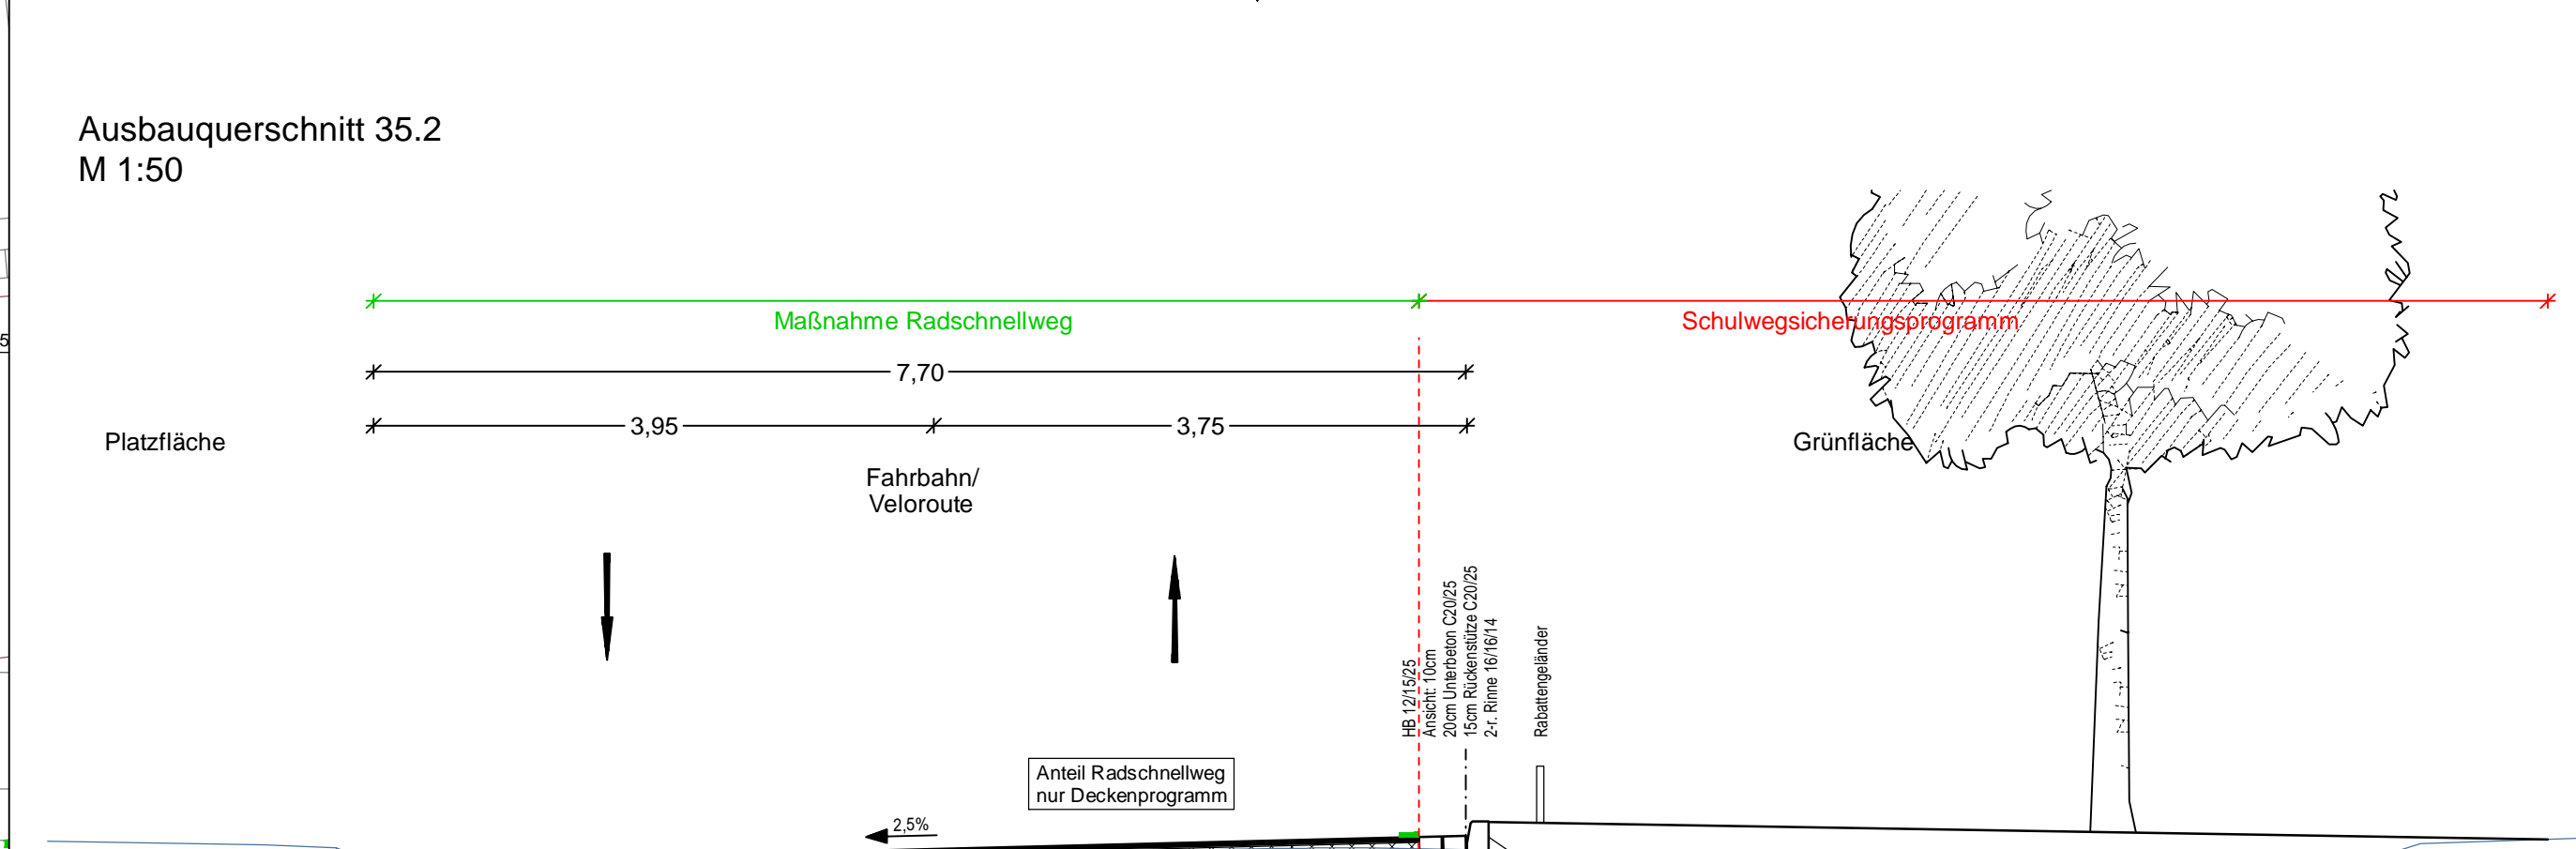 Ausbauquerschnitt 35.2
M 1:50
Maßnahme Radschnellweg
Schulwegsicherungsprogramm
7,70
3,95
3,75
Platzfläche
Grünfläche
Fahrbahn/
Veloroute
HB 12/15/25
Ansicht: 10cm
20cm Unterbeton C20/25
15cm Rückenstütze C20/25
2-r. Rinne 16/16/14
Rabattengeländer
Anteil Radschnellweg
nur Deckenprogramm
2,5%
5